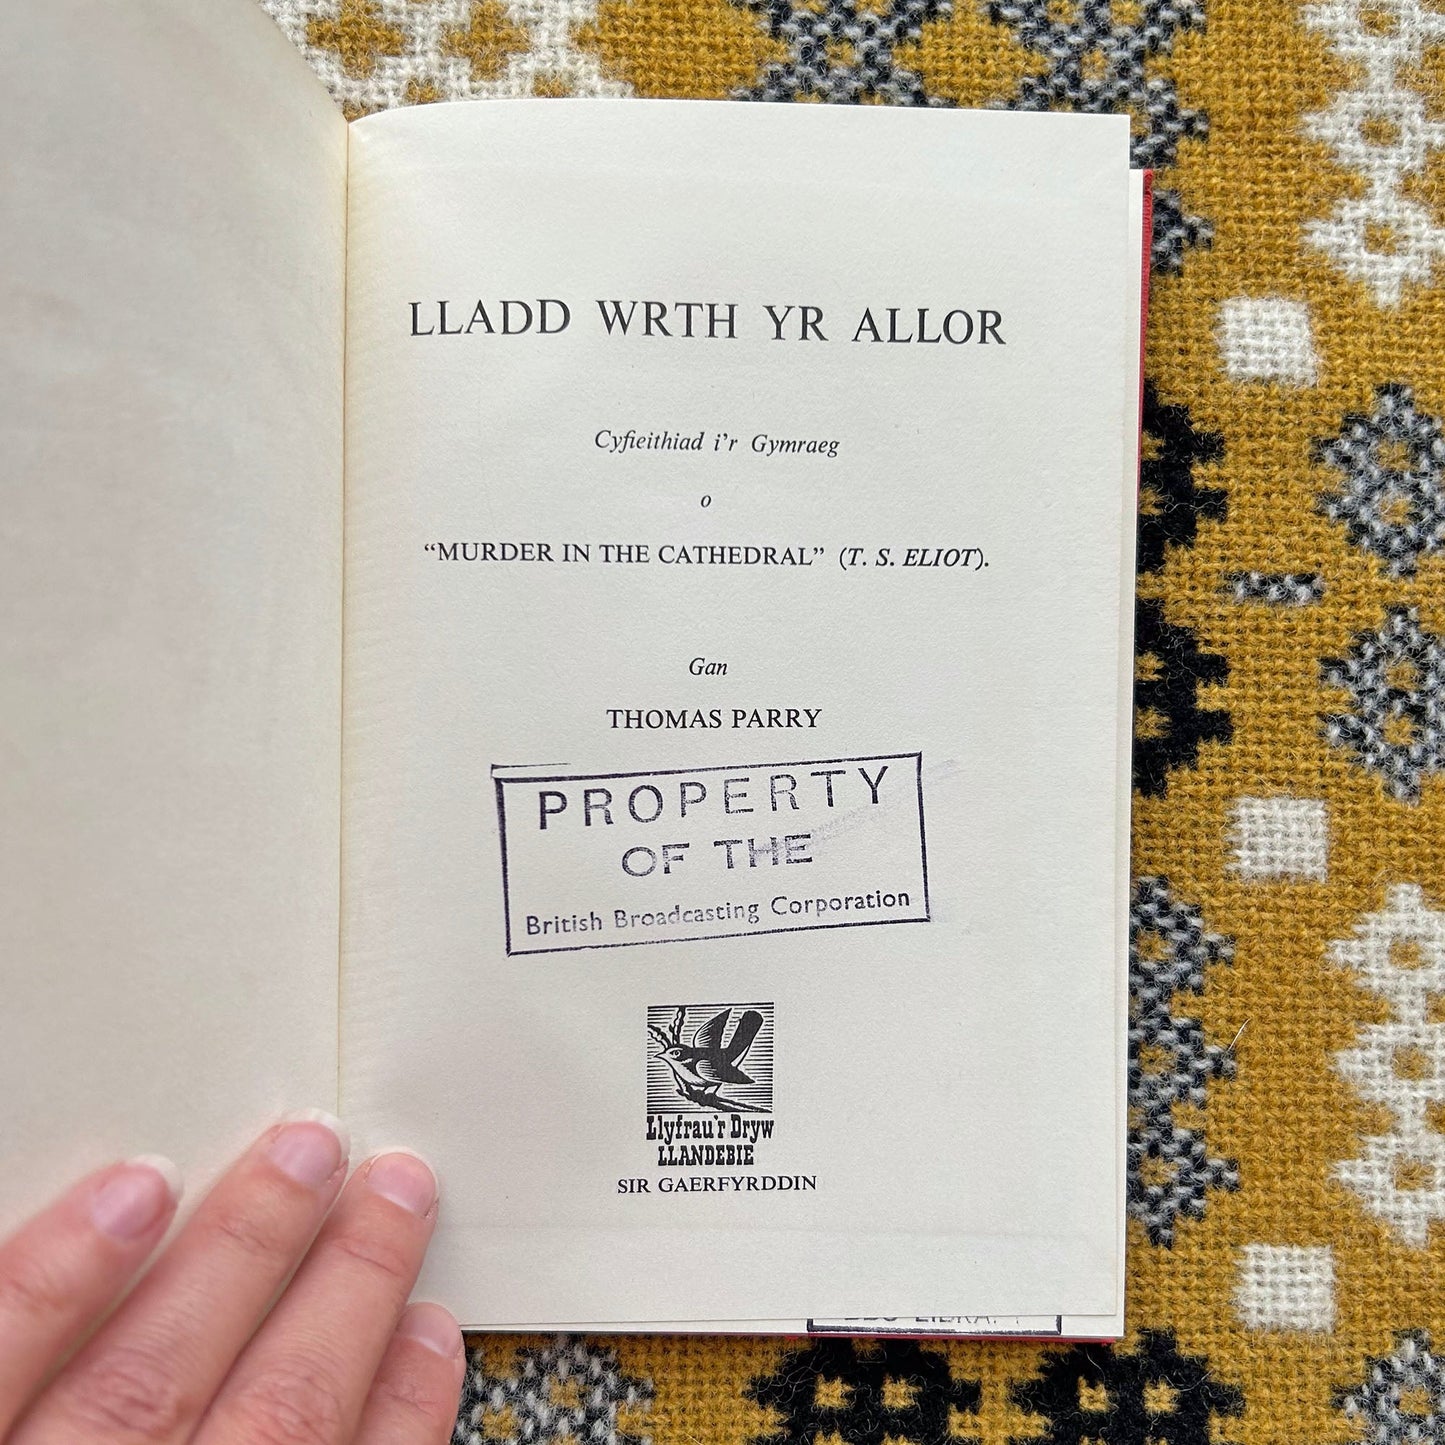 LLADD WRTH YR ALLOR
Cyfieithiad i'r Gymraeg
o
“MURDER IN THE CATHEDRAL” (T. S. ELIOT).
Gan
THOMAS PARRY
PROPERTY
OF THE
British Broadcasting Corporation
Llyfrau'r Dryw
LLANDEBIE
SIR GAERFYRDDIN